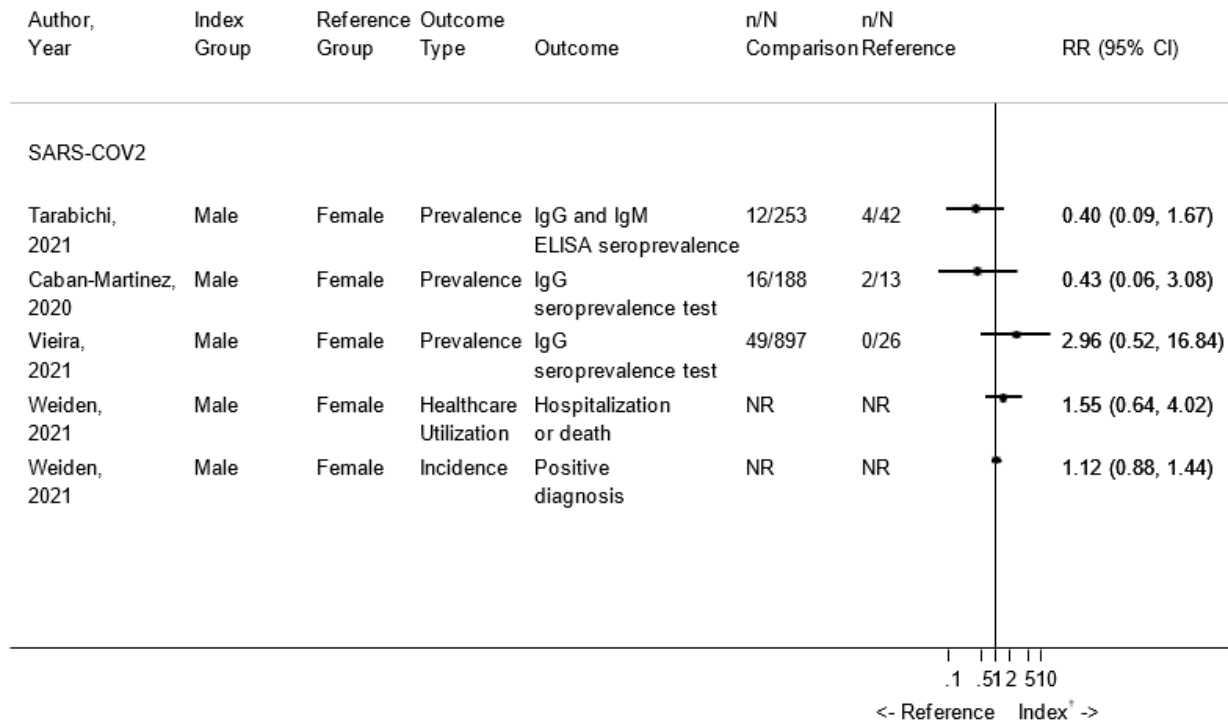 Author, Index Reference Outcome n/N n/N
Year Group Group Type Outcome Comparison Reference RR (95% CI)
SARS-COV2
Tarabichi, Male Female Prevalence IgG and IgM 12/253 4/42 0.40 (0.09, 1.67)
2021 ELISA seroprevalence
Caban-Martinez, Male Female Prevalence IgG 16/188 2/13 0.43 (0.06, 3.08)
2020 seroprevalence test
Vieira, Male Female Prevalence IgG 49/897 0/26 2.96 (0.52, 16.84)
2021 seroprevalence test
Weiden, Male Female Healthcare Hospitalization NR NR 1.55 (0.64, 4.02)
2021 Utilization or death
Weiden, Male Female Incidence Positive NR NR 1.12 (0.88, 1.44)
2021 diagnosis
.1 .5 1 2 5 10
<- Reference Index† ->